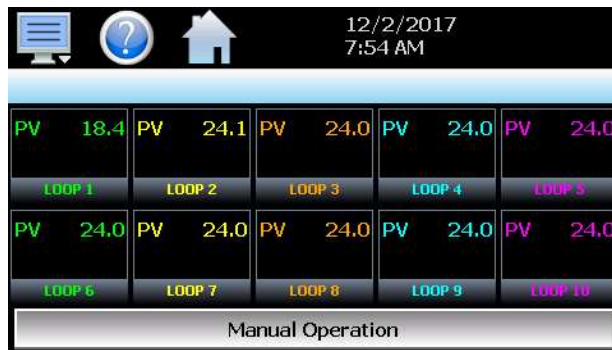 ?
12/2/2017
7:54 AM
PV 18.4 PV 24.1 PV 24.0 PV 24.0 PV 24.0
LOOP 1 LOOP 2 LOOP 3 LOOP 4 LOOP 5
PV 24.0 PV 24.0 PV 24.0 PV 24.0 PV 24.0
LOOP 6 LOOP 7 LOOP 8 LOOP 9 LOOP 10
Manual Operation